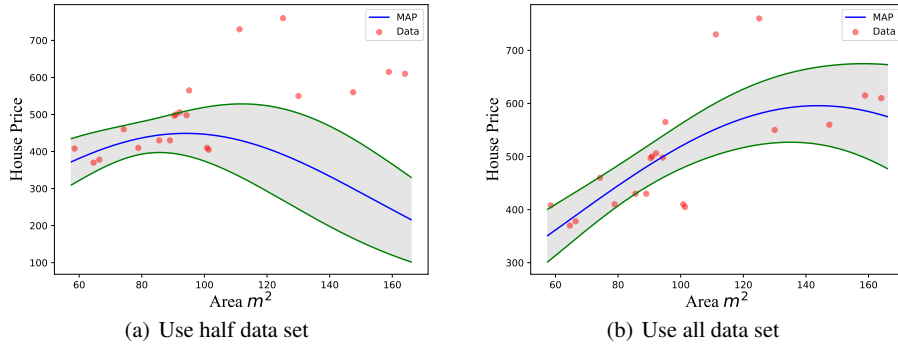 MAP
Data
700
600
500
400
300
200
100
House Price
60 80 100 120 140 160
Area m²
(a) Use half data set
MAP
Data
700
600
500
400
300
House Price
60 80 100 120 140 160
Area m²
(b) Use all data set